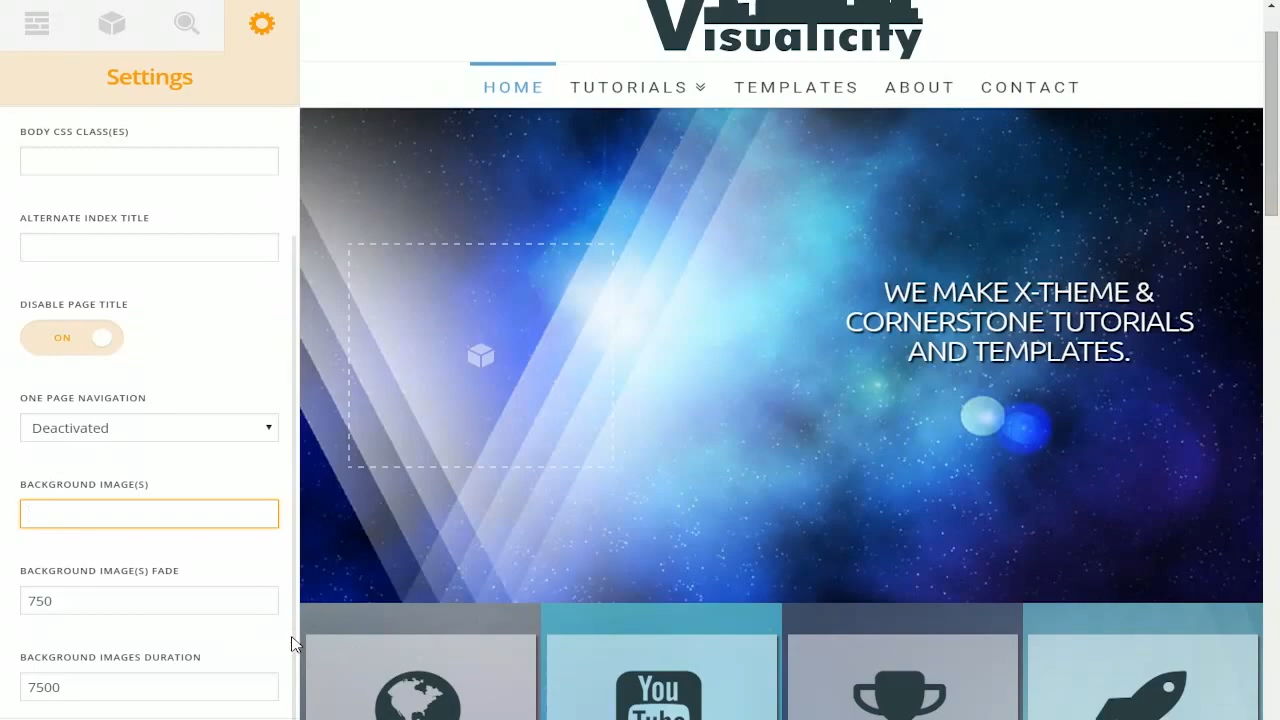 Settings
BODY CSS CLASS(ES)
ALTERNATE INDEX TITLE
DISABLE PAGE TITLE
ON
ONE PAGE NAVIGATION
Deactivated
BACKGROUND IMAGE(S)
BACKGROUND IMAGE(S) FADE
750
BACKGROUND IMAGES DURATION
7500
Visualicity
HOME TUTORIALS TEMPLATES ABOUT CONTACT
WE MAKE X-THEME &
CORNERSTONE TUTORIALS
AND TEMPLATES.
You
Tube